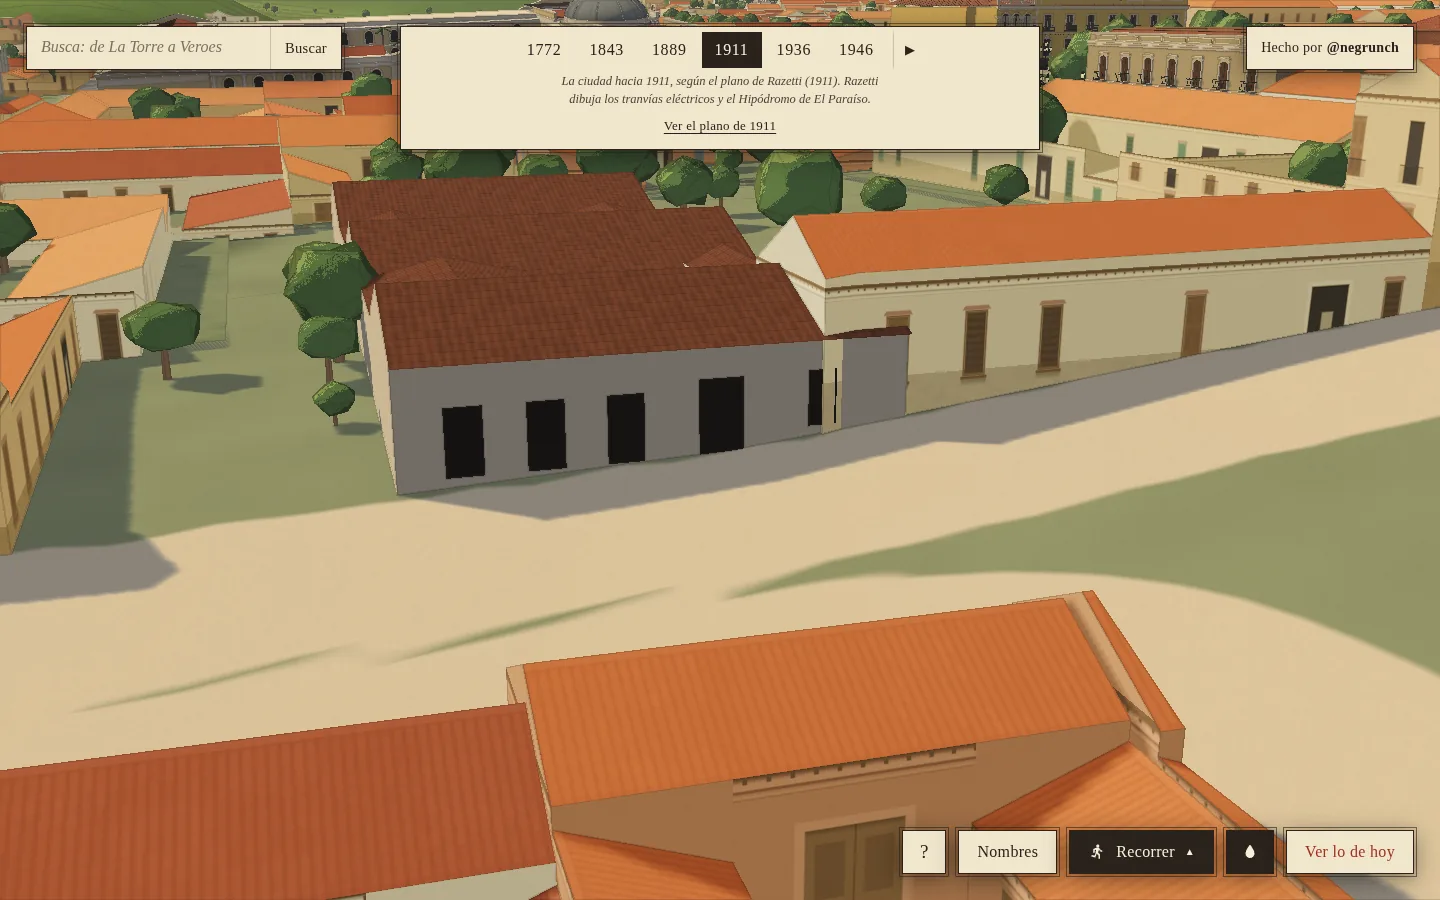 Busca: de La Torre a Veroes
Buscar
1772 1843 1889 1911 1936 1946 ▶
La ciudad hacia 1911, según el plano de Razetti (1911). Razetti
dibuja los tranvías eléctricos y el Hipódromo de El Paraíso.
Ver el plano de 1911
Hecho por @negrunch
?
Nombres
Recorrer ▲
Ver lo de hoy